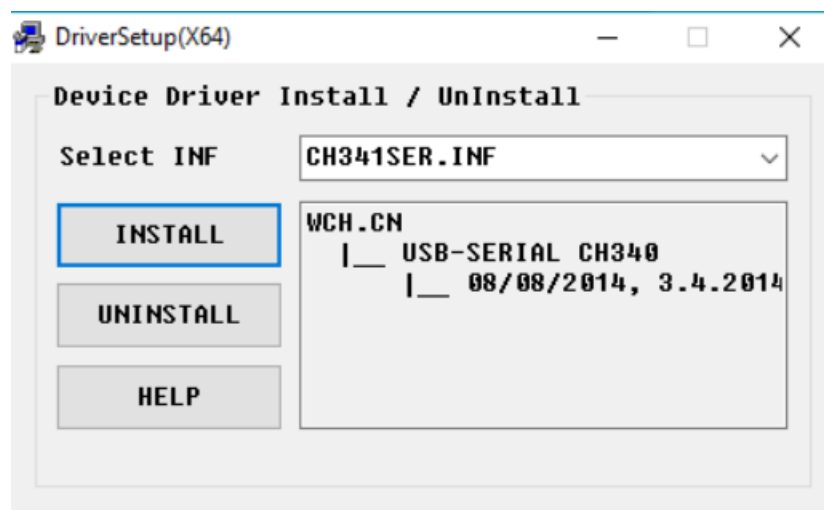 DriverSetup(X64)
Device Driver Install / UnInstall
Select INF
CH341SER.INF
INSTALL
WCH.CN
|__ USB-SERIAL CH340
|__ 08/08/2014, 3.4.2014
UNINSTALL
HELP